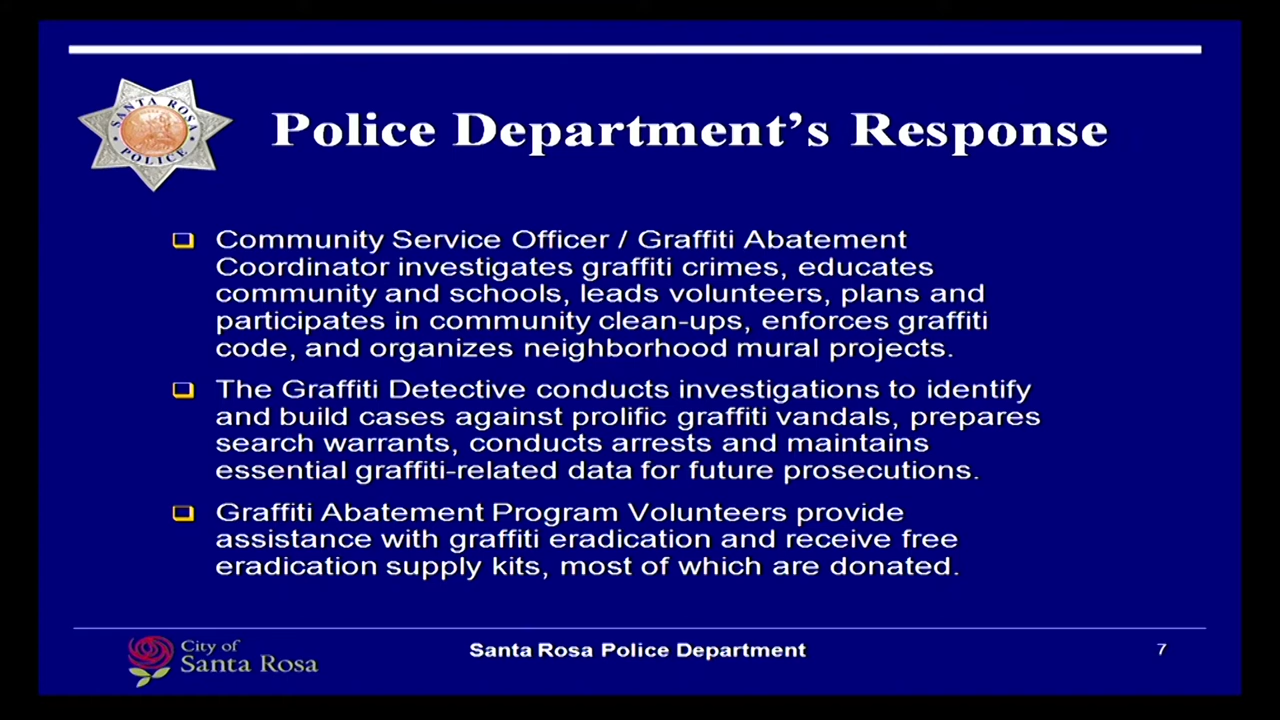 SANTA ROSA
POLICE
Police Department's Response
Community Service Officer / Graffiti Abatement
Coordinator investigates graffiti crimes, educates
community and schools, leads volunteers, plans and
participates in community clean-ups, enforces graffiti
code, and organizes neighborhood mural projects.
The Graffiti Detective conducts investigations to identify
and build cases against prolific graffiti vandals, prepares
search warrants, conducts arrests and maintains
essential graffiti-related data for future prosecutions.
Graffiti Abatement Program Volunteers provide
assistance with graffiti eradication and receive free
eradication supply kits, most of which are donated.
City of
Santa Rosa
Santa Rosa Police Department
7